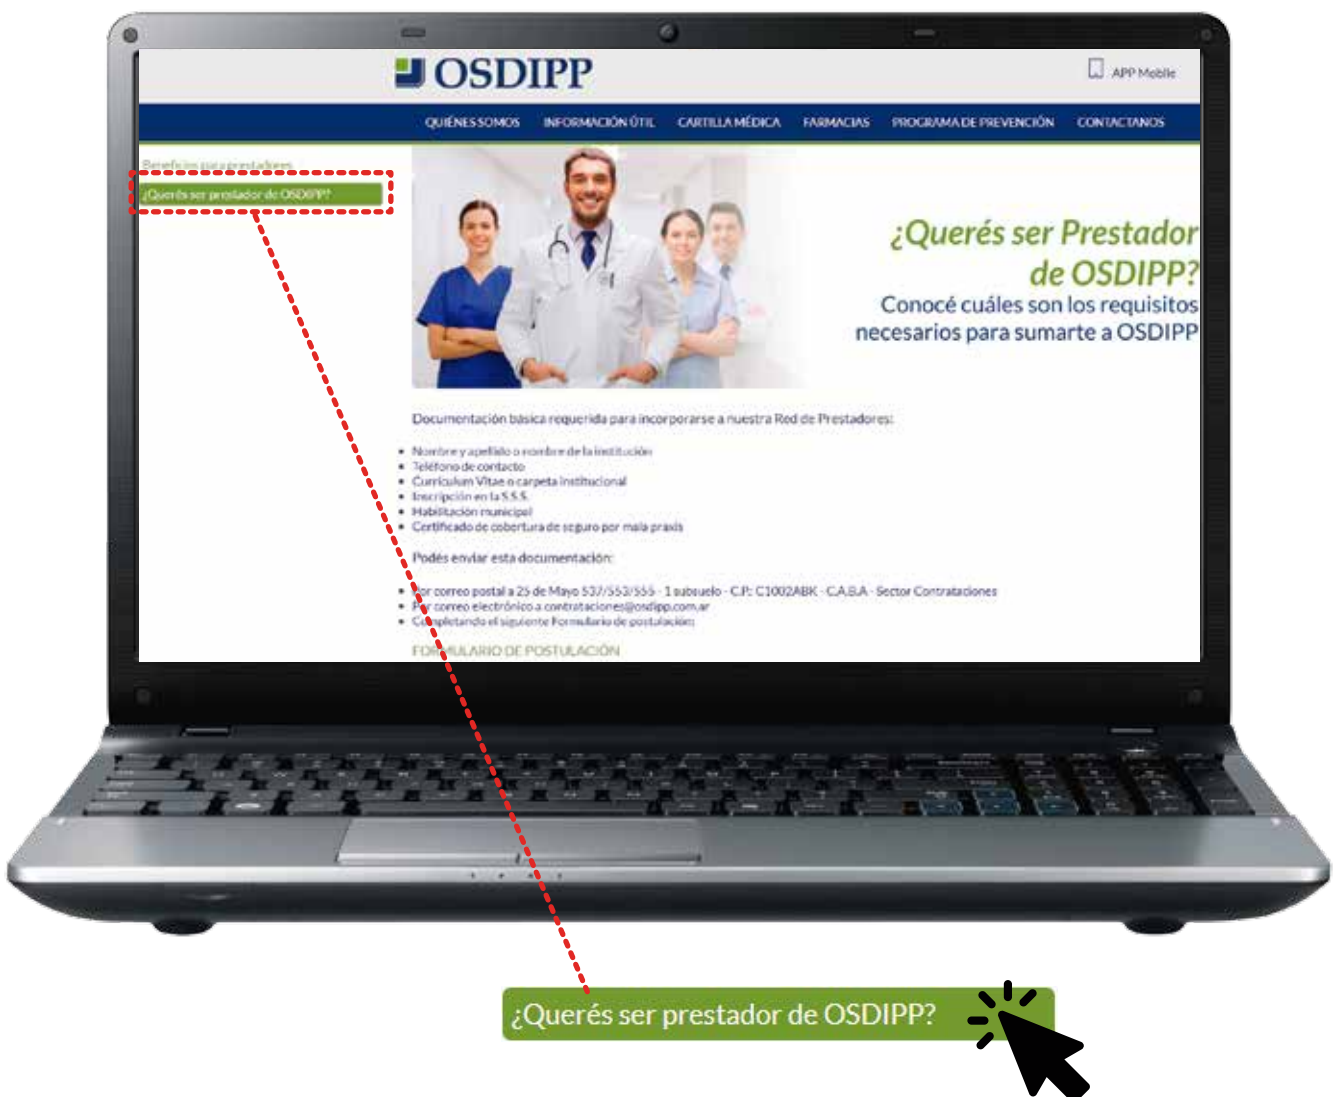 OSDIPP
APP Mobile
QUIÉNES SOMOS INFORMACIÓN ÚTIL CARTILLA MÉDICA FARMACIAS PROGRAMA DE PREVENCIÓN CONTACTANOS
Beneficios para prestadores
¿Querés ser prestador de OSDIPP?
¿Querés ser Prestador
de OSDIPP?
Conocé cuáles son los requisitos
necesarios para sumarte a OSDIPP
Documentación básica requerida para incorporarse a nuestra Red de Prestadores:
• Nombre y apellido o nombre de la institución
• Teléfono de contacto
• Curriculum Vitae o carpeta institucional
• Inscripción en la S.S.S.
• Habilitación municipal
• Certificado de cobertura de seguro por mala praxis
Podés enviar esta documentación:
• Por correo postal a 25 de Mayo 537/553/555 - 1 subsuelo - C.P.: C1002ABK - C.A.B.A - Sector Contrataciones
• Por correo electrónico a contrataciones@osdipp.com.ar
• Completando el siguiente Formulario de postulación:
FORMULARIO DE POSTULACIÓN
¿Querés ser prestador de OSDIPP?